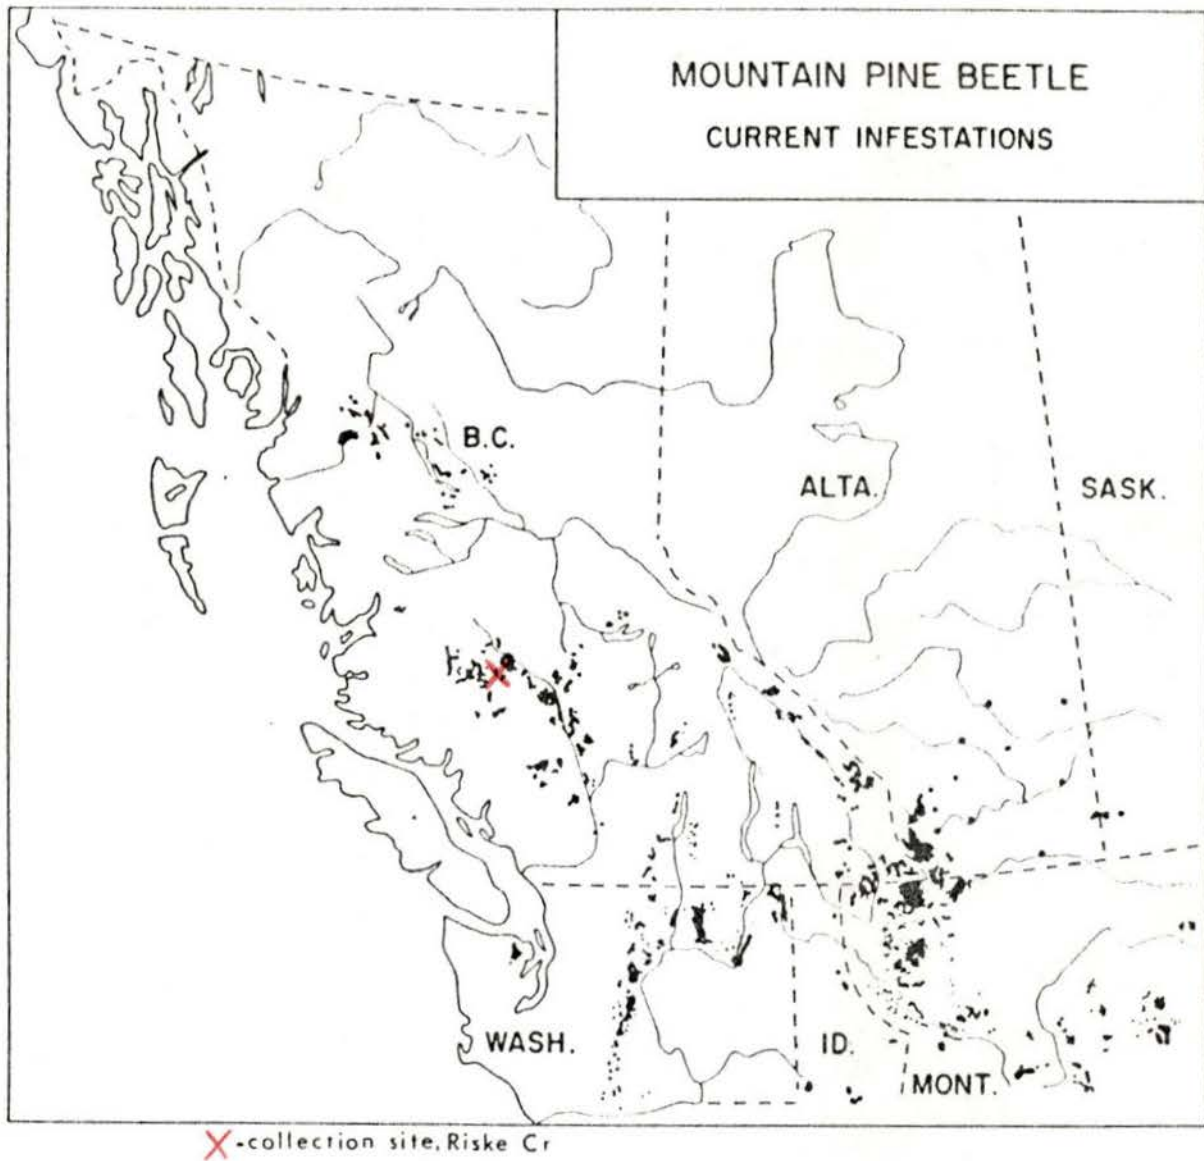 MOUNTAIN PINE BEETLE
CURRENT INFESTATIONS
B.C.
ALTA.
SASK.
WASH.
ID.
MONT.
X-collection site, Riske Cr